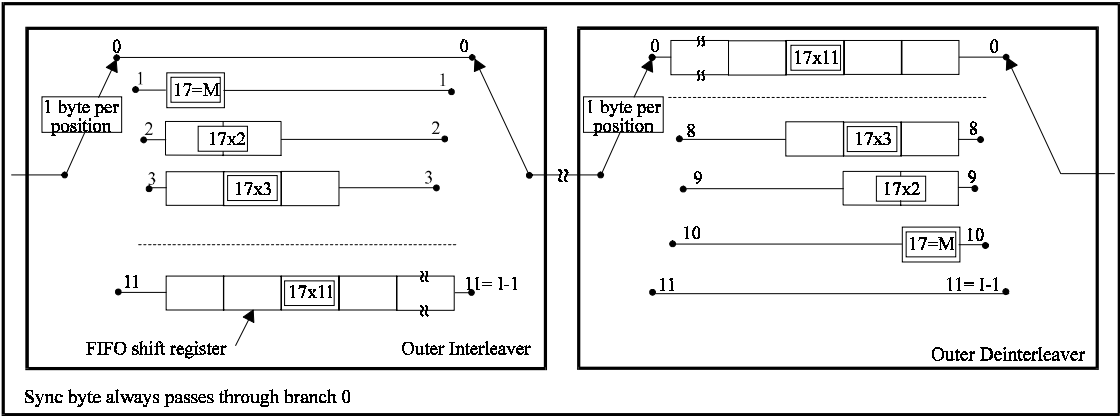 0
0
1
17=M
1
1 byte per
position
2
17x2
2
3
17x3
3
11
17x11
11= I-1
FIFO shift register
Outer Interleaver
0
17x11
0
1 byte per
position
8
17x3
8
9
17x2
9
10
17=M
10
11
11= I-1
Outer Deinterleaver
Sync byte always passes through branch 0